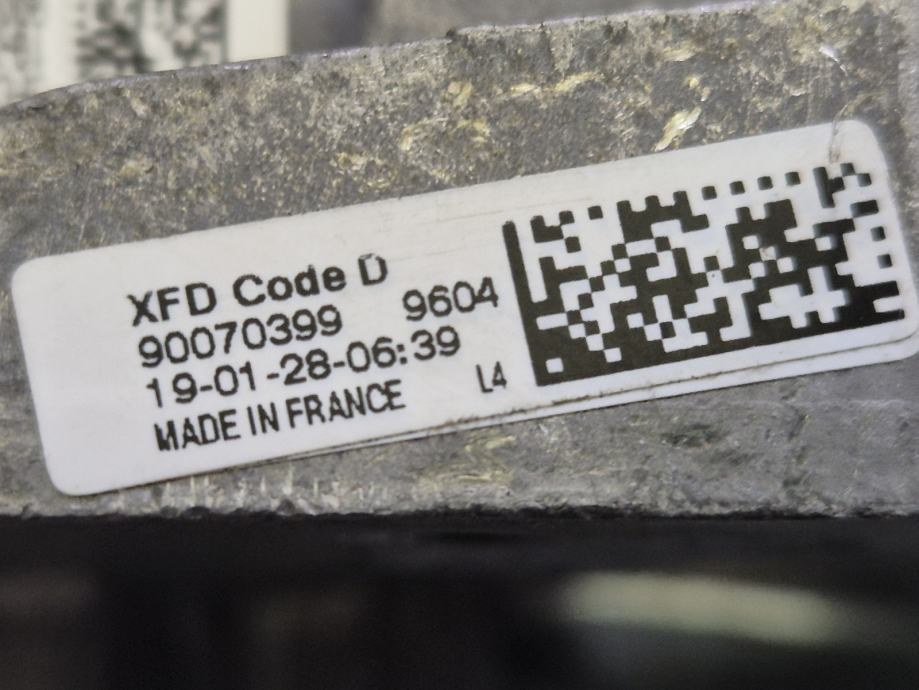 XFD Code D
90070399 9604
19-01-28-06:39
MADE IN FRANCE L4